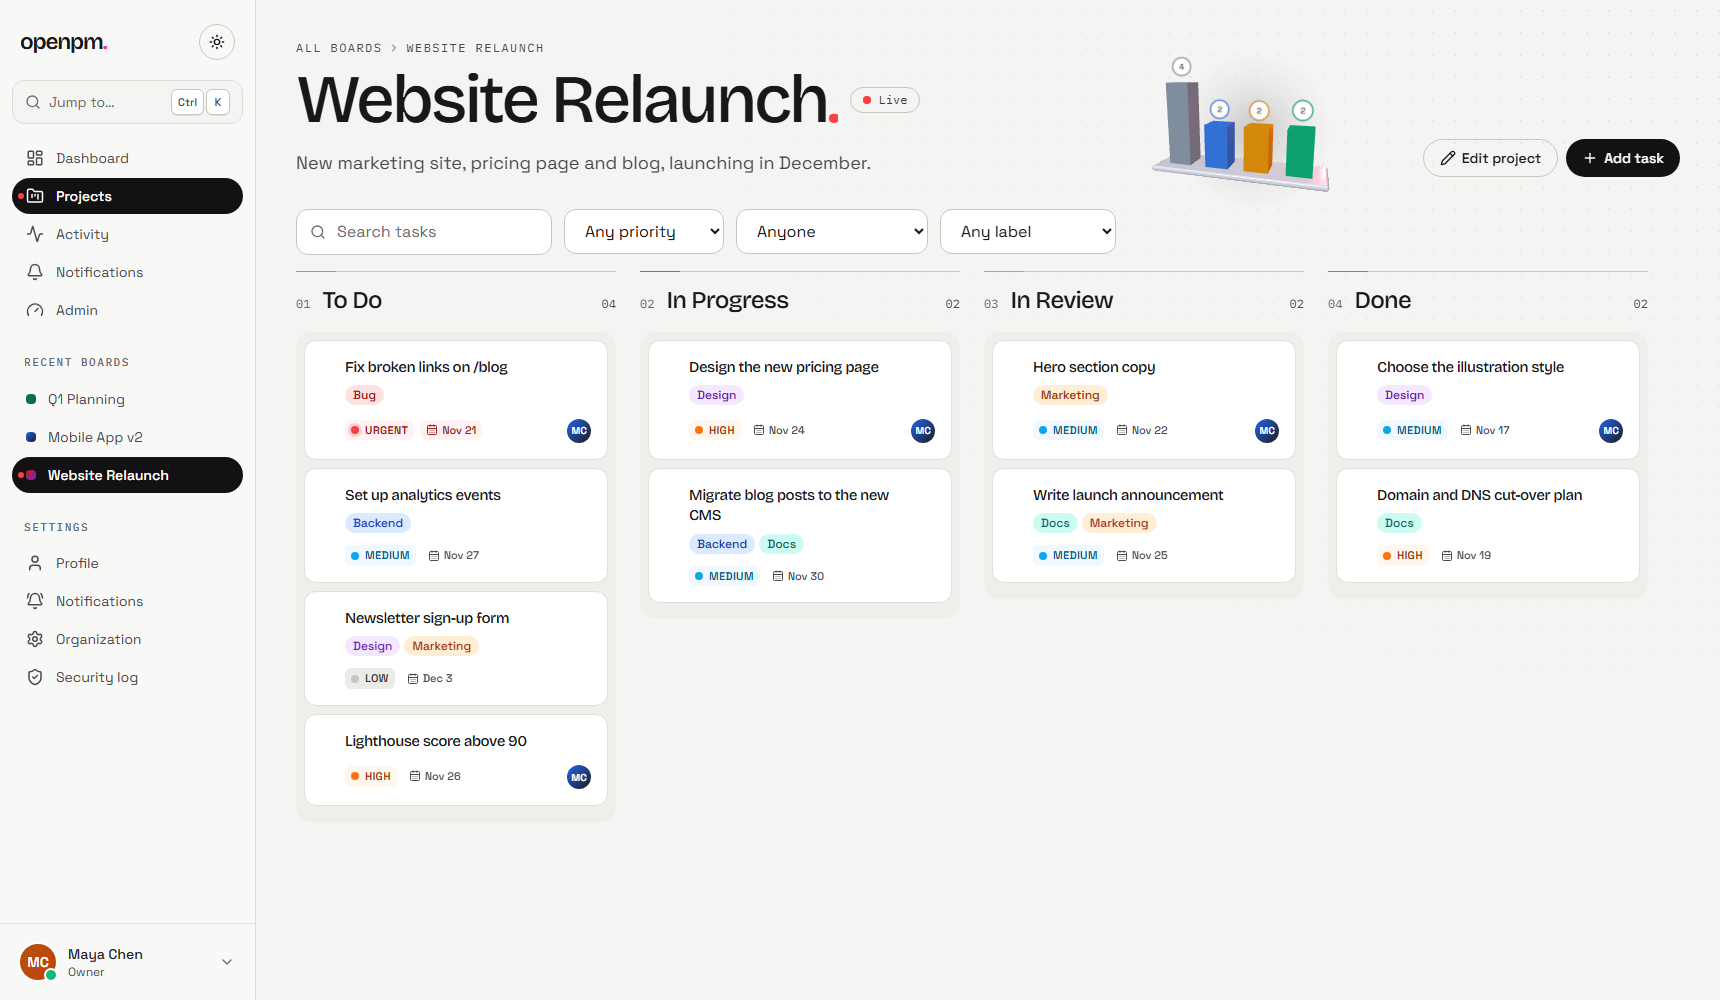 openpm.
Jump to...
Ctrl K
Dashboard
Projects
Activity
Notifications
Admin
RECENT BOARDS
Q1 Planning
Mobile App v2
Website Relaunch
SETTINGS
Profile
Notifications
Organization
Security log
MC
Maya Chen
Owner
ALL BOARDS > WEBSITE RELAUNCH
Website Relaunch.
Live
New marketing site, pricing page and blog, launching in December.
4
2
2
2
Edit project
Add task
Search tasks
Any priority
Anyone
Any label
01 To Do 04
Fix broken links on /blog
Bug
URGENT Nov 21 MC
Set up analytics events
Backend
MEDIUM Nov 27
Newsletter sign-up form
Design Marketing
LOW Dec 3
Lighthouse score above 90
HIGH Nov 26 MC
02 In Progress 02
Design the new pricing page
Design
HIGH Nov 24 MC
Migrate blog posts to the new
CMS
Backend Docs
MEDIUM Nov 30
03 In Review 02
Hero section copy
Marketing
MEDIUM Nov 22 MC
Write launch announcement
Docs Marketing
MEDIUM Nov 25
04 Done 02
Choose the illustration style
Design
MEDIUM Nov 17 MC
Domain and DNS cut-over plan
Docs
HIGH Nov 19